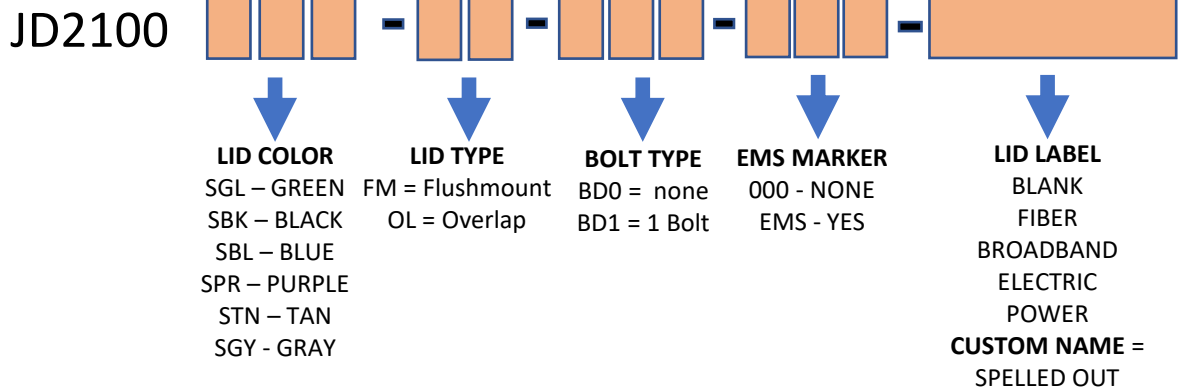 JD2100 - - - -
LID COLOR
SGL – GREEN
SBK – BLACK
SBL – BLUE
SPR – PURPLE
STN – TAN
SGY - GRAY
LID TYPE
FM = Flushmount
OL = Overlap
BOLT TYPE
BD0 = none
BD1 = 1 Bolt
EMS MARKER
000 - NONE
EMS - YES
LID LABEL
BLANK
FIBER
BROADBAND
ELECTRIC
POWER
CUSTOM NAME =
SPELLED OUT